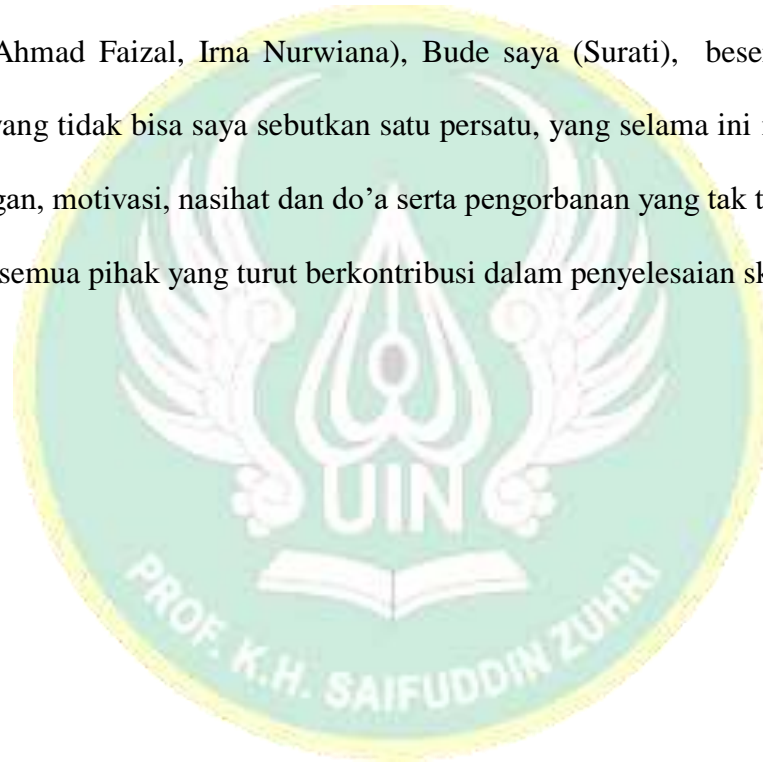 Ahmad Faizal, Irna Nurwiana), Bude saya (Surati), bese
yang tidak bisa saya sebutkan satu persatu, yang selama ini
gan, motivasi, nasihat dan do’a serta pengorbanan yang tak t
semua pihak yang turut berkontribusi dalam penyelesaian sk
UIN
PROF. K.H. SAIFUDDIN ZUHRI